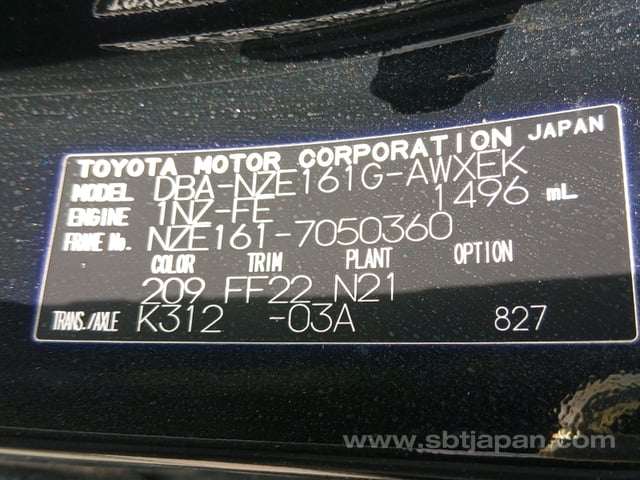 TOYOTA MOTOR CORPORATION JAPAN
MODEL DBA-NZE161G-AWXEK
ENGINE 1NZ-FE 1496 mL
FRAME No. NZE161-7050360
COLOR TRIM PLANT OPTION
209 FF22 N21
TRANS./AXLE K312 -03A 827
www.sbtjapan.com